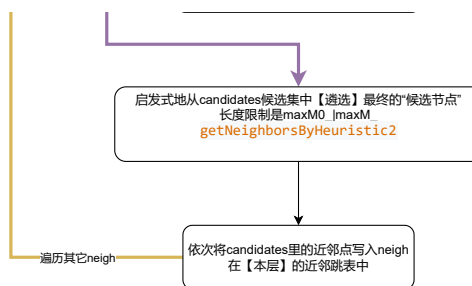 启发式地从candidates候选集中【遴选】最终的“候选节点”
长度限制是maxM0_|maxM_
getNeighborsByHeuristic2
依次将candidates里的近邻点写入neigh
在【本层】的近邻跳表中
遍历其它neigh